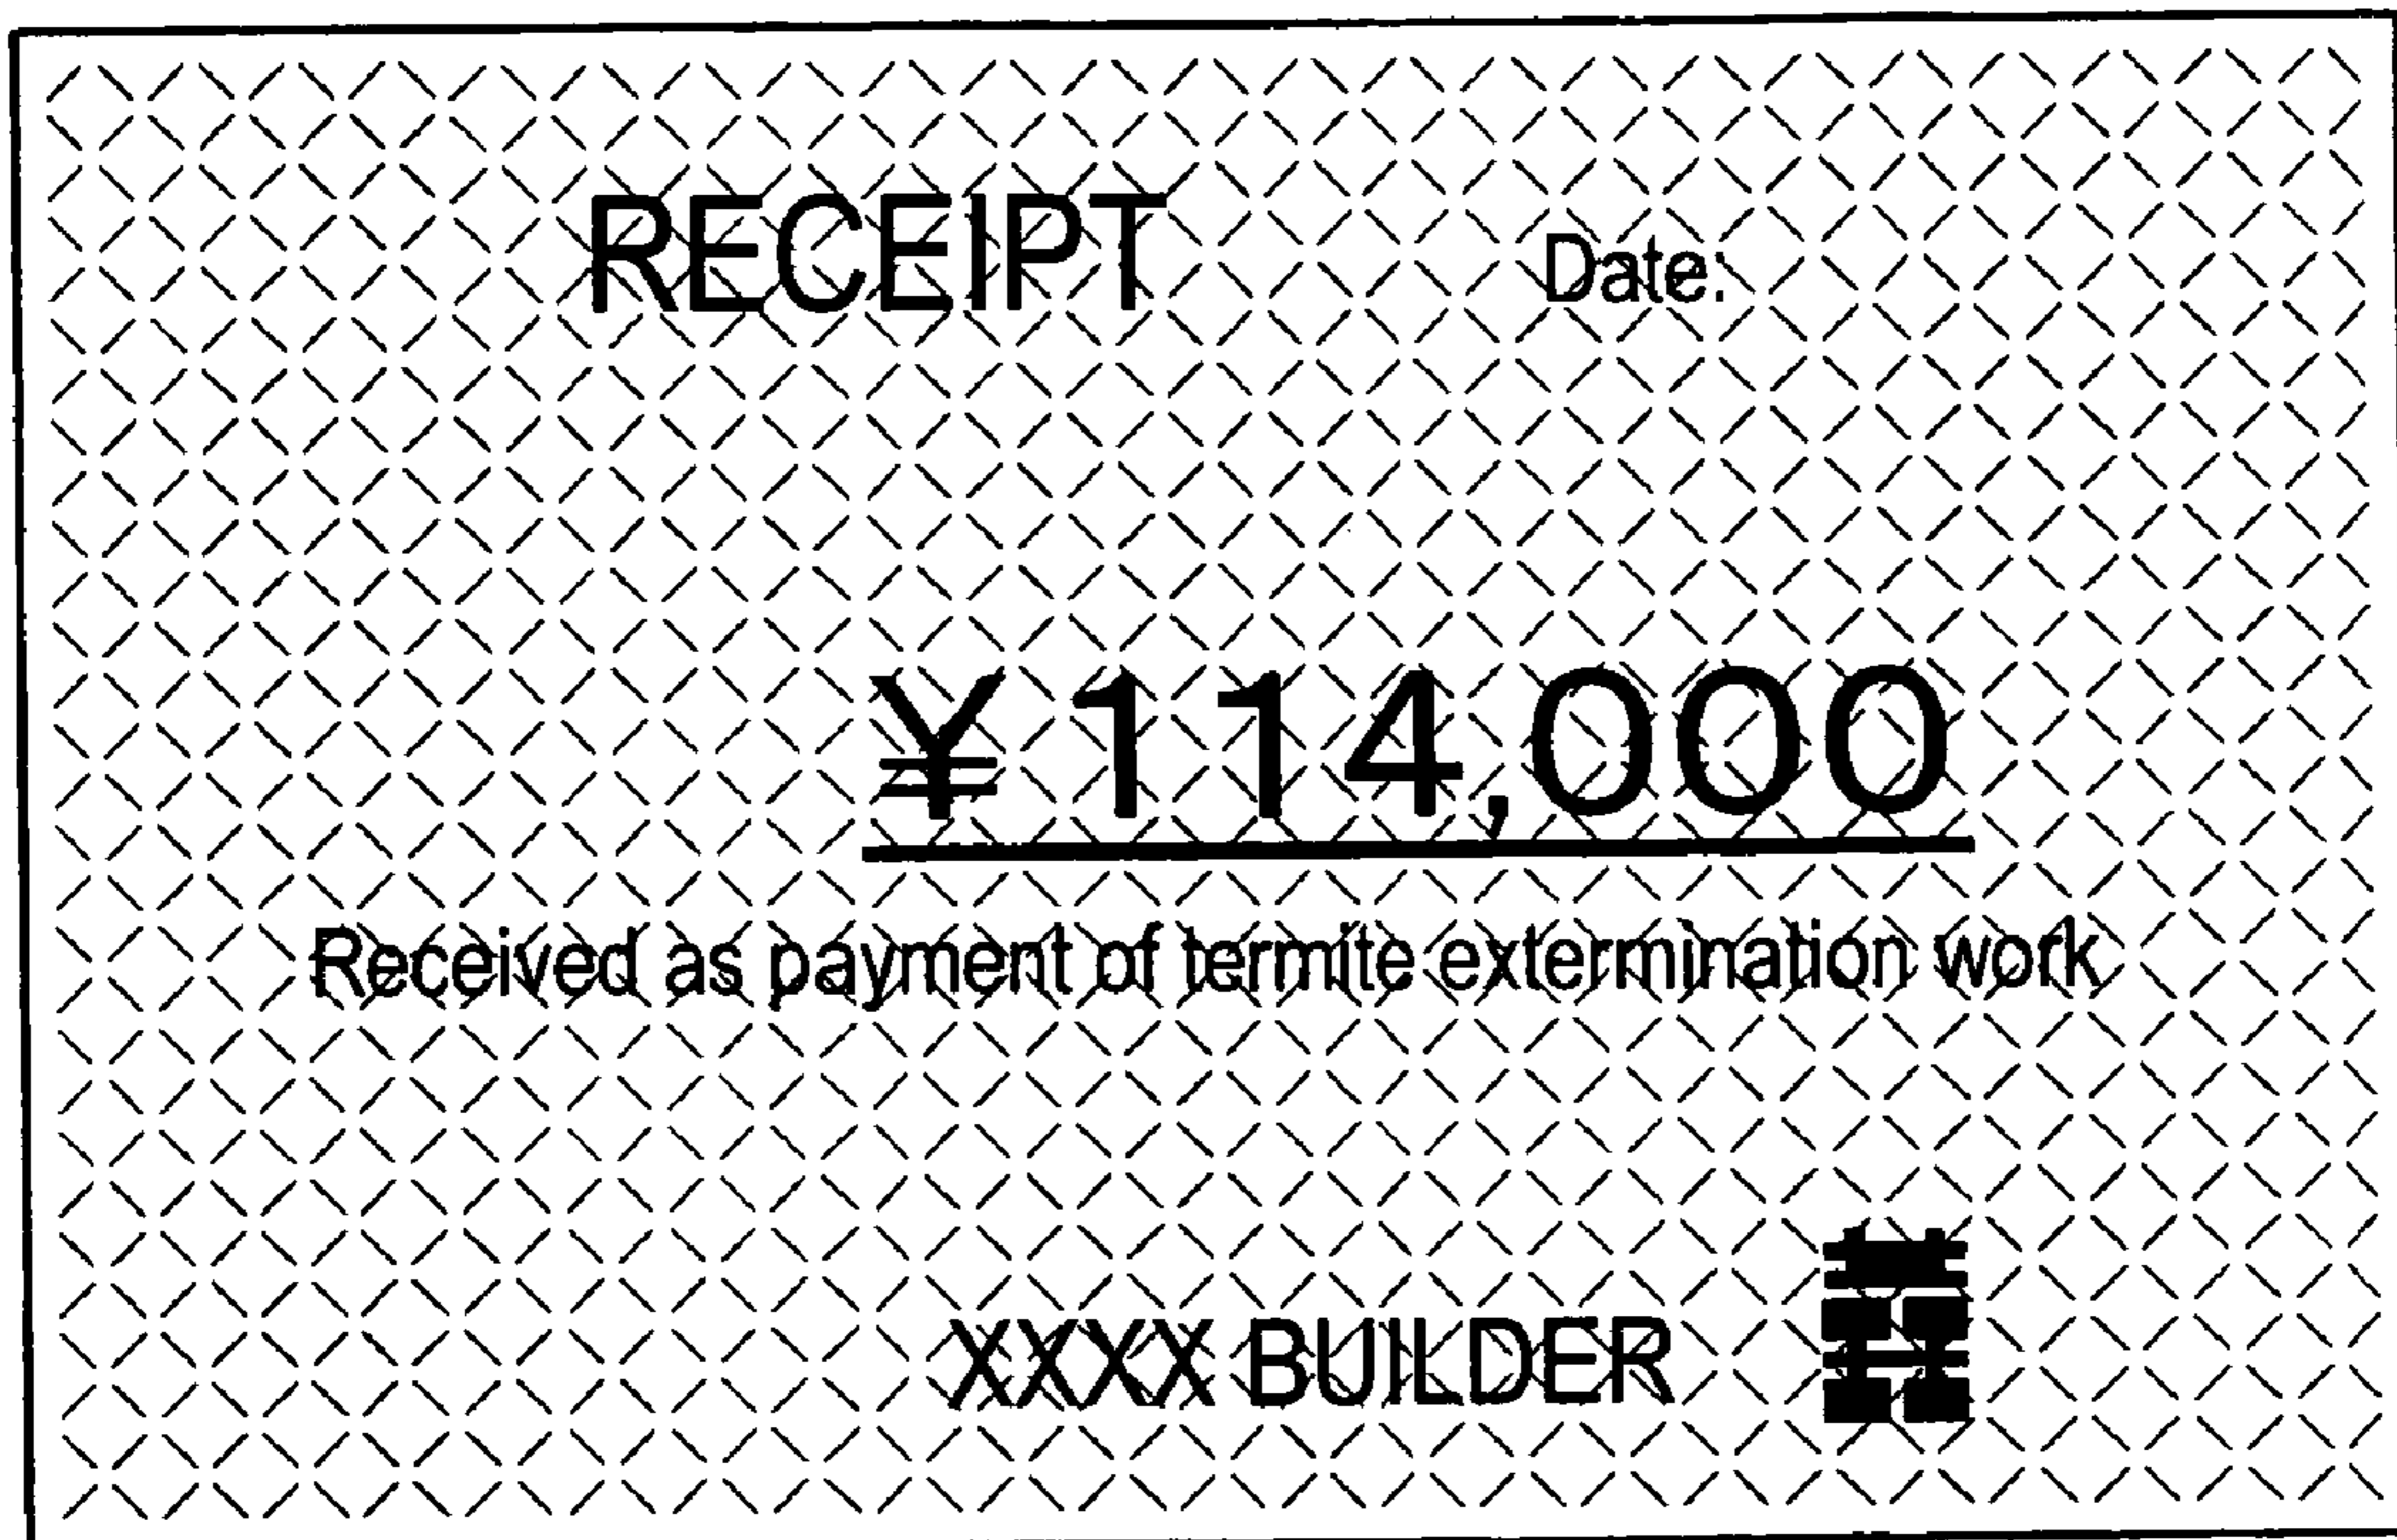 RECEIPT Date:
¥114,000
Received as payment of termite extermination work
XXXX BUILDER